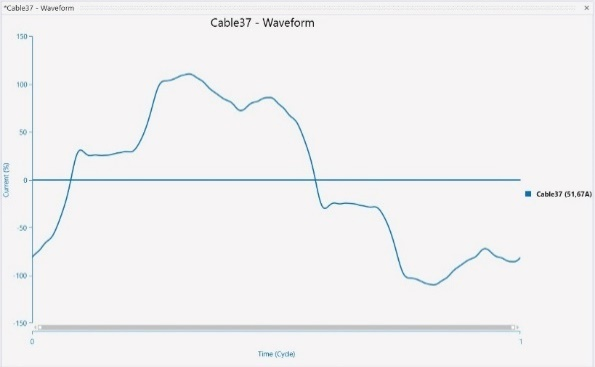 *Cable37 - Waveform
Cable37 - Waveform
150
100
50
0
-50
-100
-150
Current (%)
Cable37 (51,67A)
0
1
Time (Cycle)